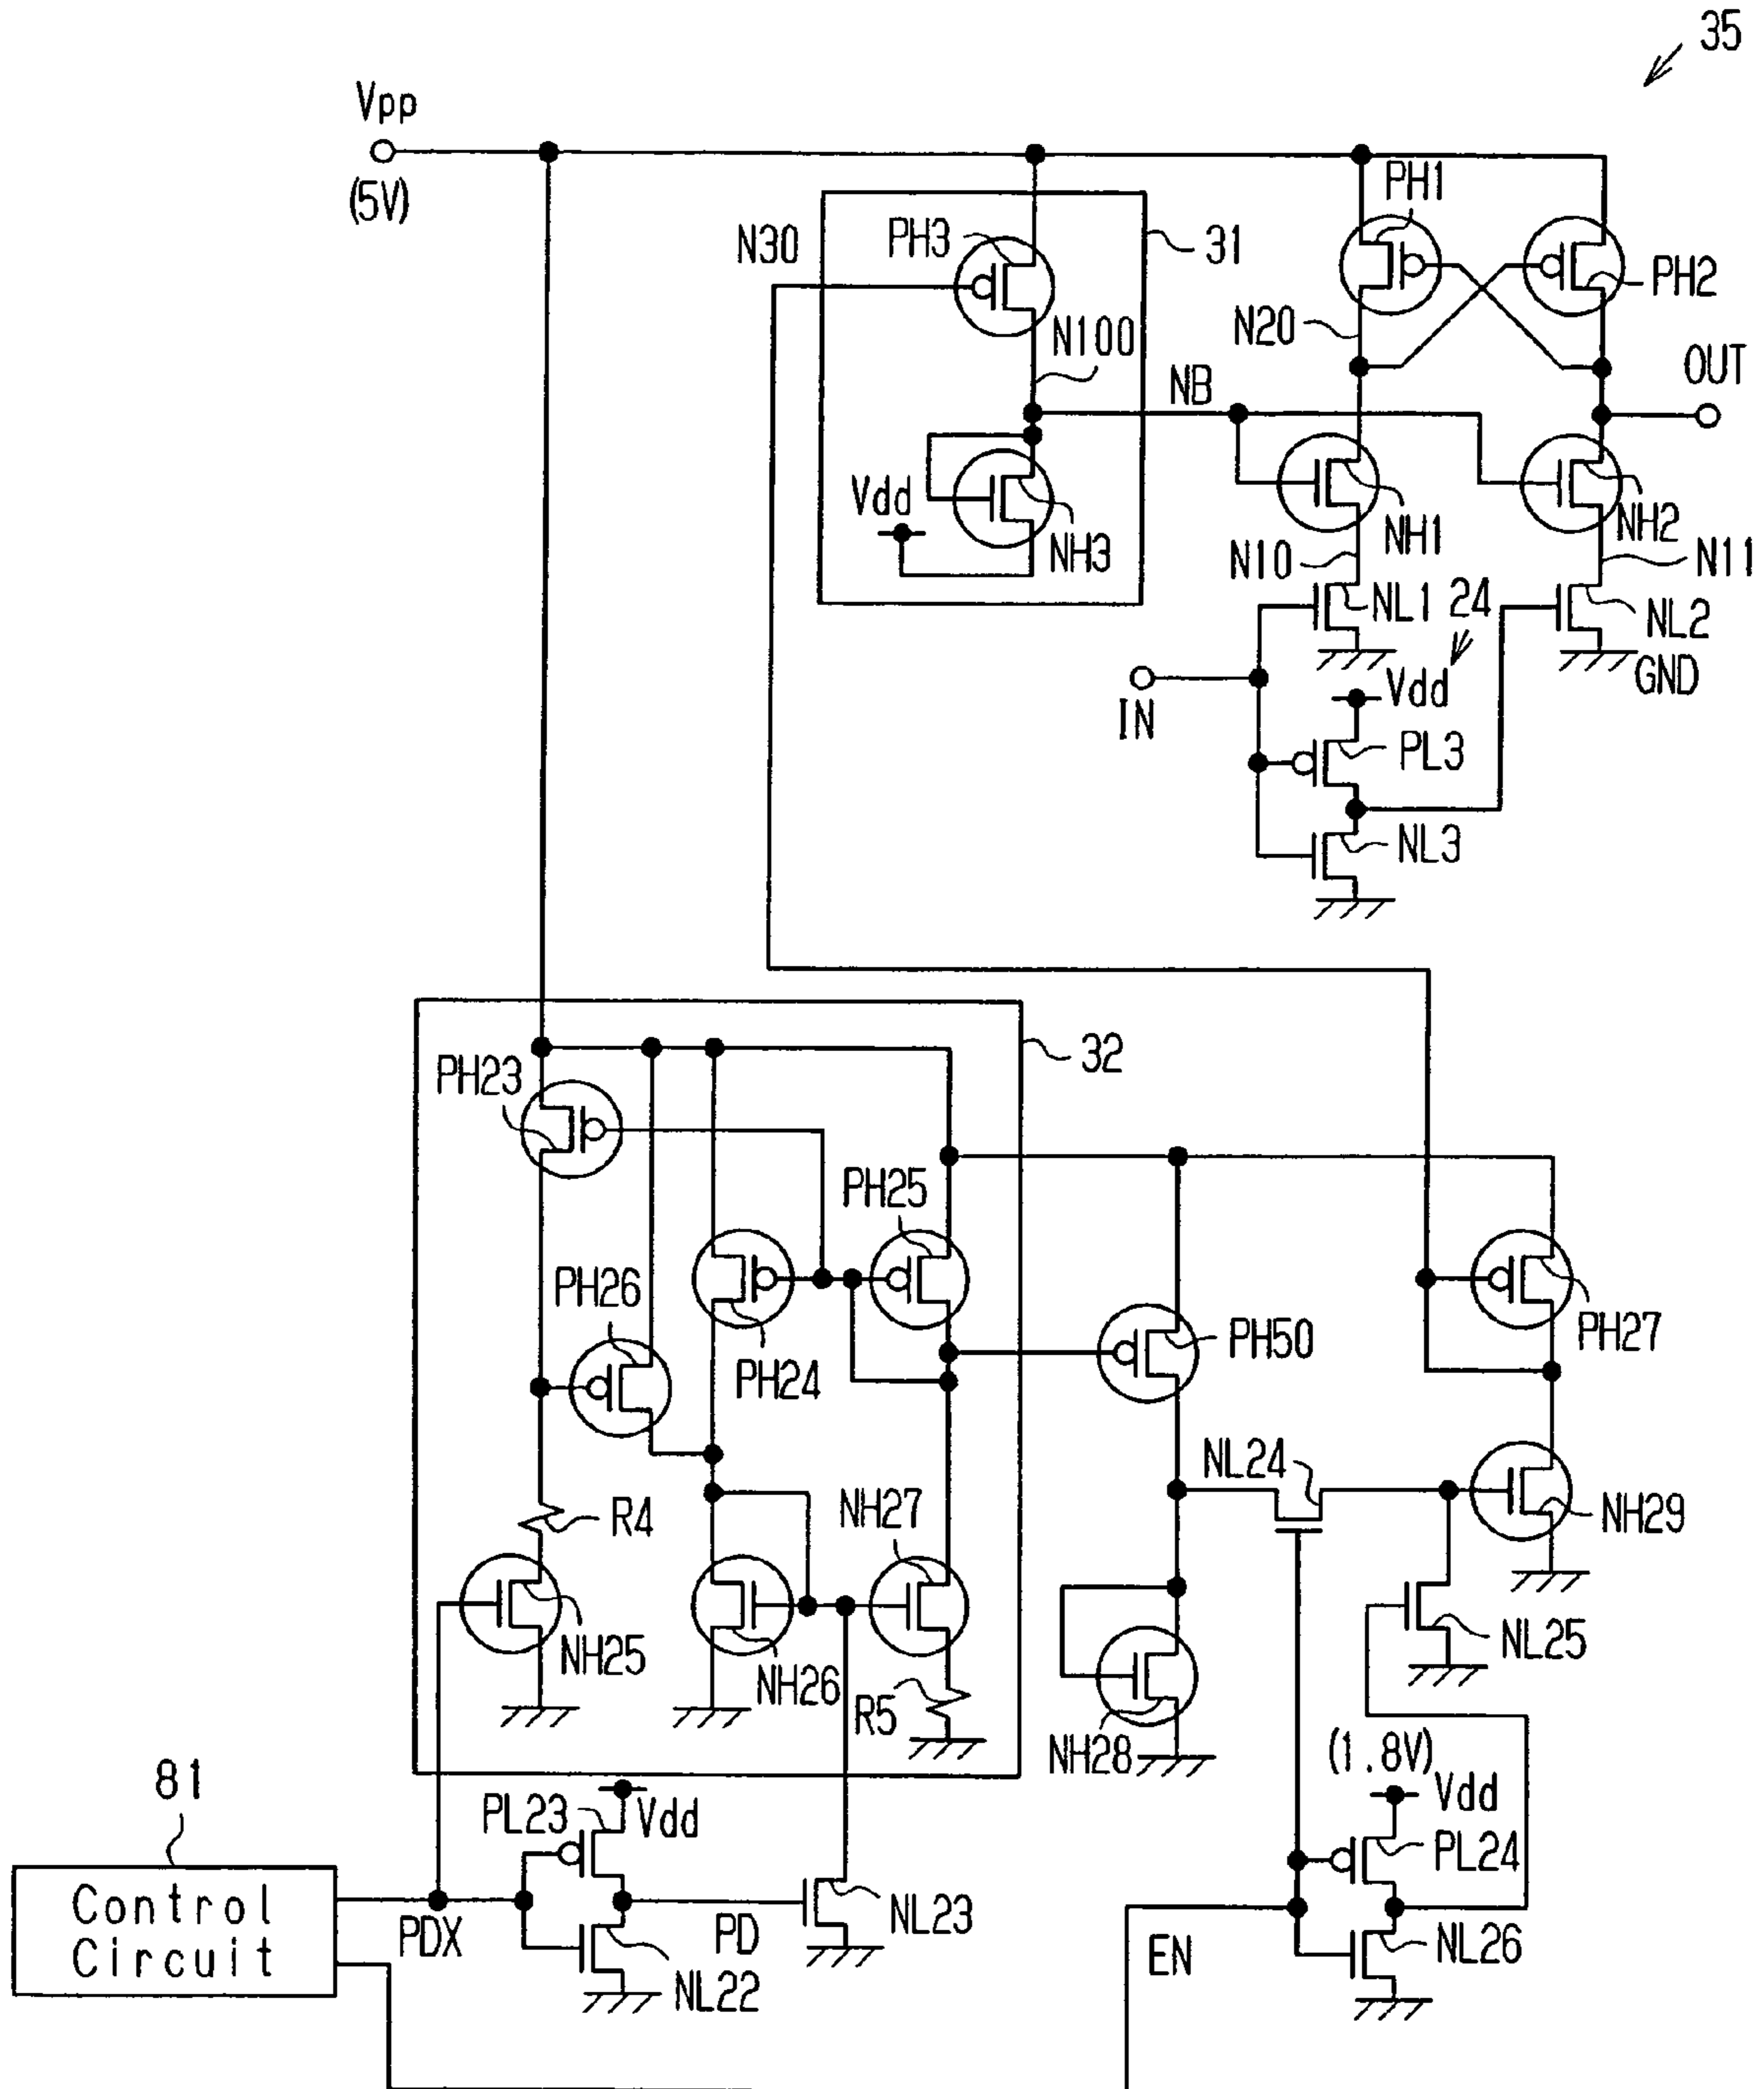 35
Vpp
(5V)
PH1
N30
PH3
31
PH2
N20
N100
OUT
NB
Vdd
NH1
NH2
NH3
N10
N11
NL1
24
NL2
Vdd
GND
IN
PL3
NL3
32
PH23
PH25
PH26
PH50
PH27
PH24
NL24
R4
NH27
NH29
NH25
NH26
NL25
R5
NH28
(1.8V)
81
PL23
Vdd
Vdd
PL24
Control
Circuit
PDX
PD
NL23
EN
NL26
NL22